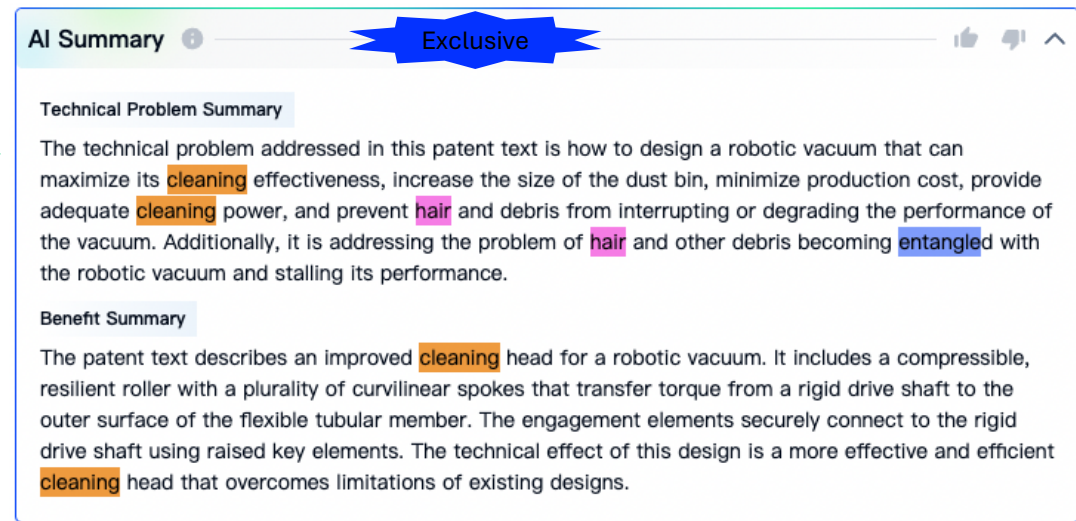 AI Summary
Exclusive
Technical Problem Summary
The technical problem addressed in this patent text is how to design a robotic vacuum that can
maximize its cleaning effectiveness, increase the size of the dust bin, minimize production cost, provide
adequate cleaning power, and prevent hair and debris from interrupting or degrading the performance of
the vacuum. Additionally, it is addressing the problem of hair and other debris becoming entangled with
the robotic vacuum and stalling its performance.
Benefit Summary
The patent text describes an improved cleaning head for a robotic vacuum. It includes a compressible,
resilient roller with a plurality of curvilinear spokes that transfer torque from a rigid drive shaft to the
outer surface of the flexible tubular member. The engagement elements securely connect to the rigid
drive shaft using raised key elements. The technical effect of this design is a more effective and efficient
cleaning head that overcomes limitations of existing designs.